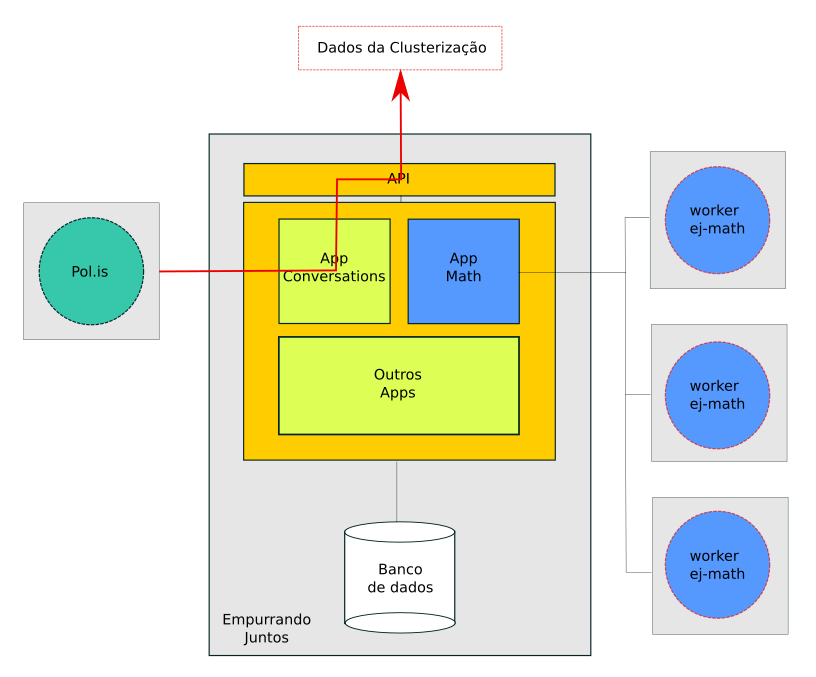 Dados da Clusterização
API
Pol.is
App
Conversations
App
Math
Outros
Apps
Banco
de dados
Empurrando
Juntos
worker
ej-math
worker
ej-math
worker
ej-math